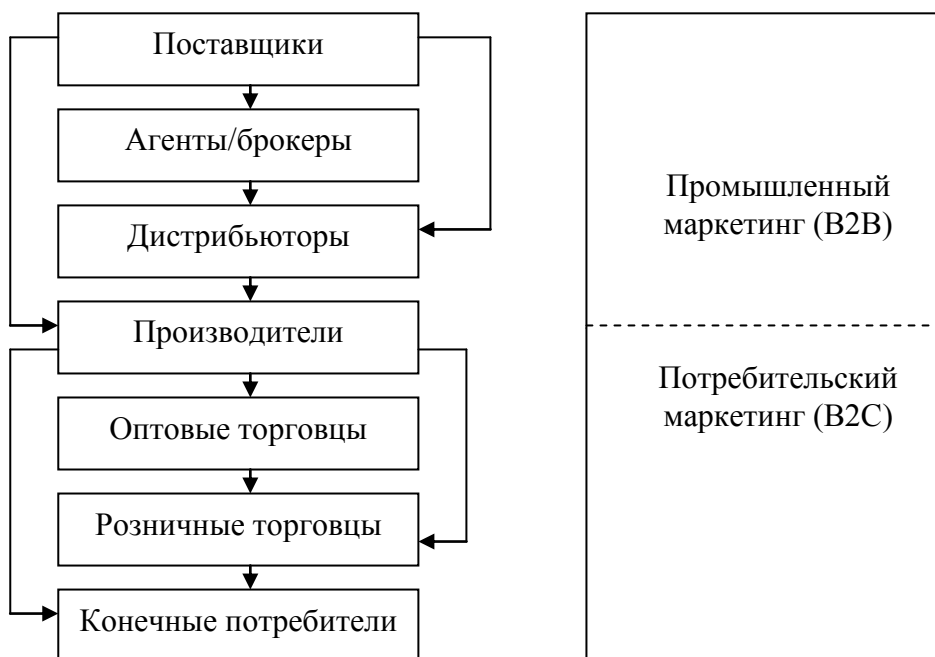 Поставщики
Агенты/брокеры
Дистрибьюторы
Производители
Оптовые торговцы
Розничные торговцы
Конечные потребители
Промышленный
маркетинг (B2B)
Потребительский
маркетинг (B2C)